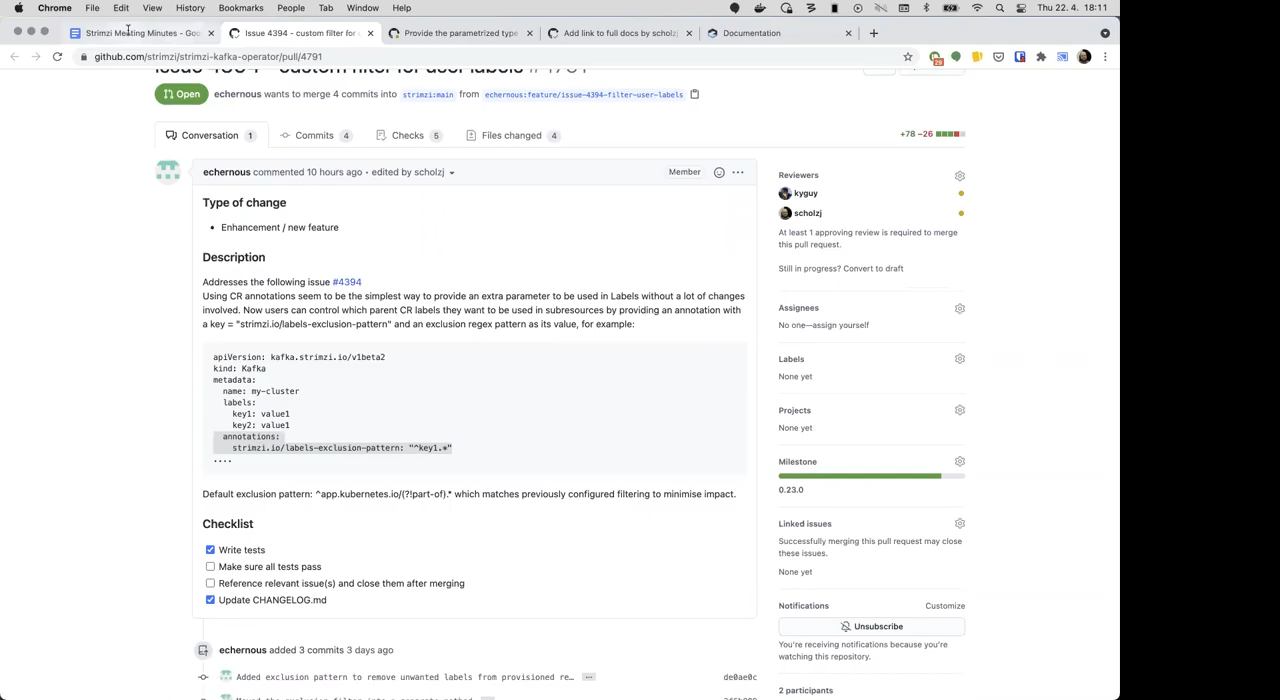 Chrome File Edit View History Bookmarks People Tab Window Help Thu 22. 4. 18:11
Strimzi Meeting Minutes - Goo Issue 4394 - custom filter for u Provide the parametrized type Add link to full docs by scholzj Documentation
github.com/strimzi/strimzi-kafka-operator/pull/4791 29
Issue 4394 - custom filter for user labels #4791
Open echernous wants to merge 4 commits into strimzi:main from echernous:feature/issue-4394-filter-user-labels
Conversation 1 Commits 4 Checks 5 Files changed 4 +78 −26
echernous commented 10 hours ago • edited by scholzj Member
Type of change
• Enhancement / new feature
Description
Addresses the following issue #4394
Using CR annotations seem to be the simplest way to provide an extra parameter to be used in Labels without a lot of changes
involved. Now users can control which parent CR labels they want to be used in subresources by providing an annotation with
a key = "strimzi.io/labels-exclusion-pattern" and an exclusion regex pattern as its value, for example:
apiVersion: kafka.strimzi.io/v1beta2
kind: Kafka
metadata:
name: my-cluster
labels:
key1: value1
key2: value1
annotations:
strimzi.io/labels-exclusion-pattern: "^key1.*"
....
Default exclusion pattern: ^app.kubernetes.io/(?!part-of).* which matches previously configured filtering to minimise impact.
Checklist
Write tests
Make sure all tests pass
Reference relevant issue(s) and close them after merging
Update CHANGELOG.md
echernous added 3 commits 3 days ago
Added exclusion pattern to remove unwanted labels from provisioned re… de0ae0c
Reviewers
kyguy
scholzj
At least 1 approving review is required to merge
this pull request.
Still in progress? Convert to draft
Assignees
No one—assign yourself
Labels
None yet
Projects
None yet
Milestone
0.23.0
Linked issues
Successfully merging this pull request may close
these issues.
None yet
Notifications Customize
Unsubscribe
You're receiving notifications because you're
watching this repository.
2 participants